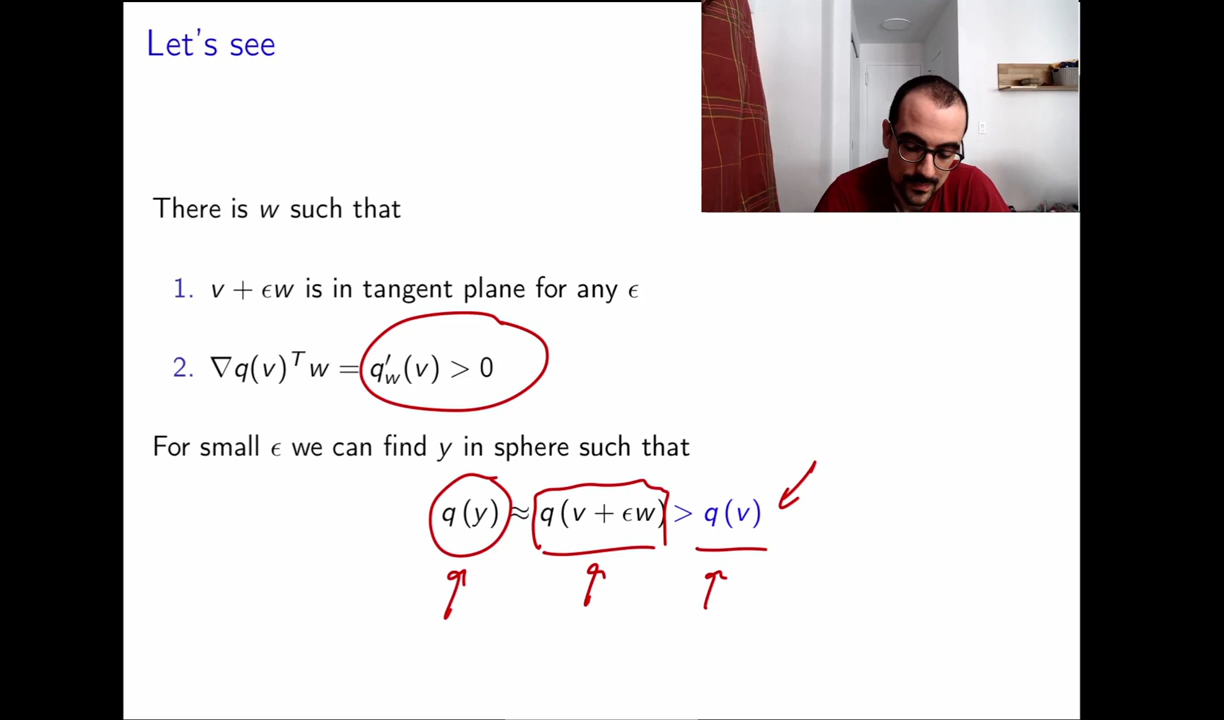 Let's see
There is w such that
1. v + ϵw is in tangent plane for any ϵ
2. ∇q(v)ᵀ w = q′_w(v) > 0
For small ϵ we can find y in sphere such that
q (y) ≈ q (v + ϵw) > q (v)